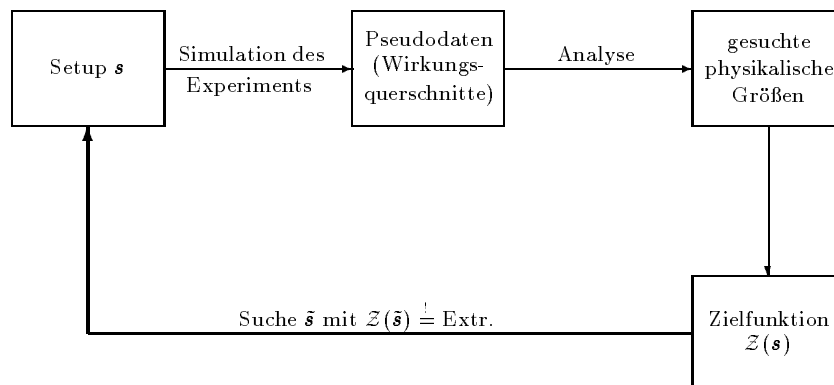 Setup s
Simulation des
Experiments
Pseudodaten
(Wirkungs-
querschnitte)
Analyse
gesuchte
physikalische
Größen
Suche s̃ mit 𝒵(s̃) =! Extr.
Zielfunktion
𝒵(s)